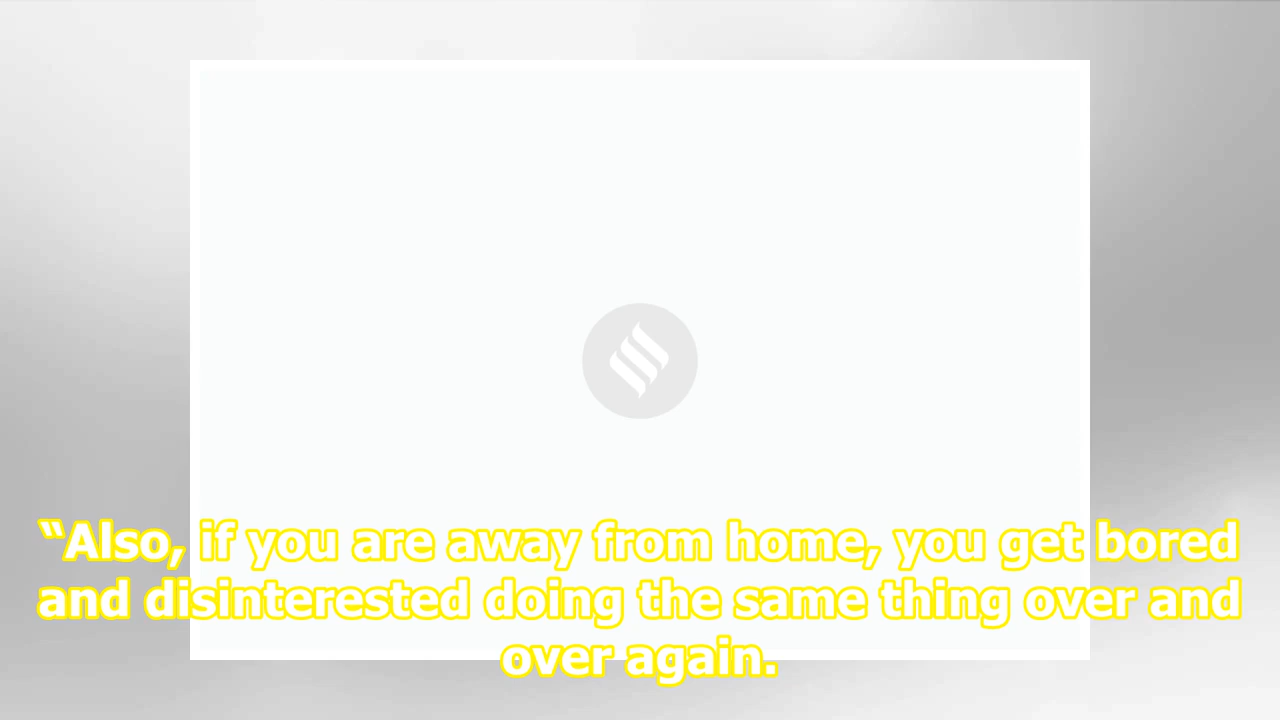 “Also, if you are away from home, you get bored
and disinterested doing the same thing over and
over again.